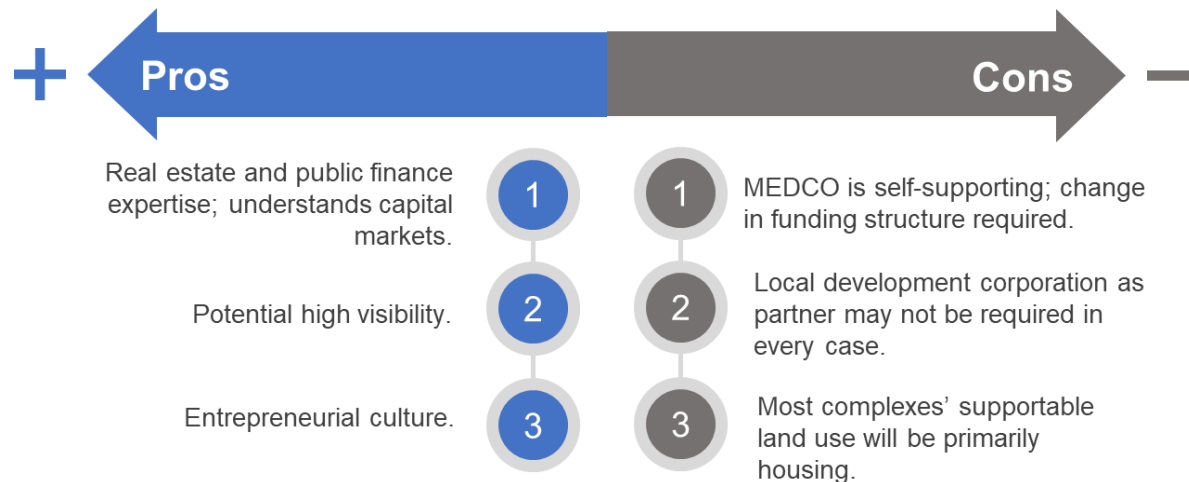 +
Pros
Cons
−
Real estate and public finance
expertise; understands capital
markets.
1
1
MEDCO is self-supporting; change
in funding structure required.
Potential high visibility.
2
2
Local development corporation as
partner may not be required in
every case.
Entrepreneurial culture.
3
3
Most complexes’ supportable
land use will be primarily
housing.